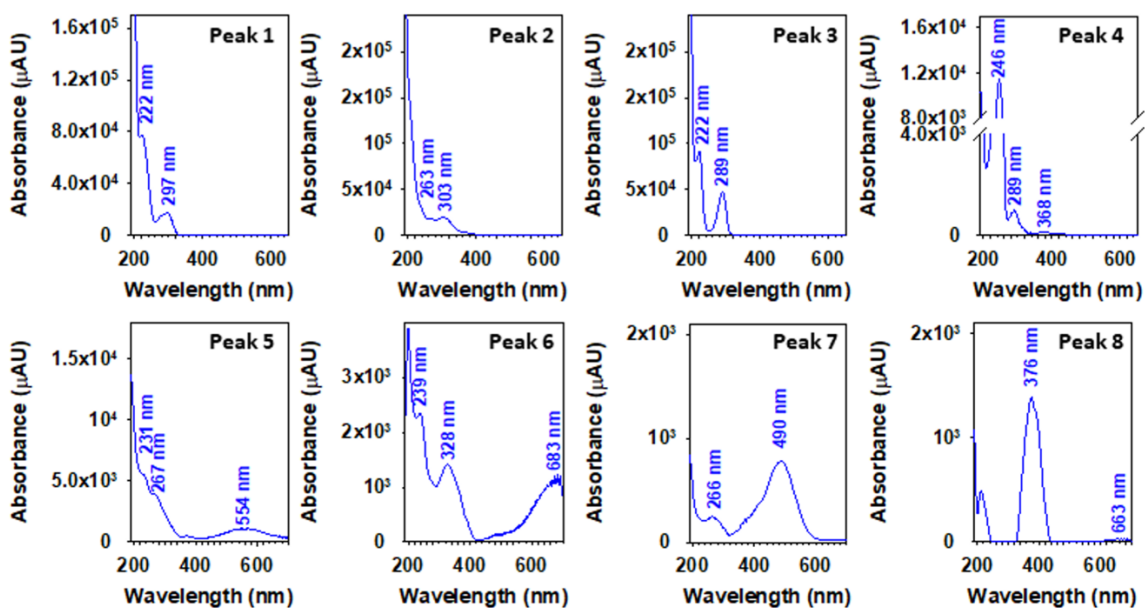 Absorbance (µAU)
1.6x10⁵
1.2x10⁵
8.0x10⁴
4.0x10⁴
0
Peak 1
222 nm
297 nm
200 400 600
Wavelength (nm)
Absorbance (µAU)
2x10⁵
2x10⁵
10⁵
5x10⁴
0
Peak 2
263 nm
303 nm
200 400 600
Wavelength (nm)
Absorbance (µAU)
2x10⁵
2x10⁵
10⁵
5x10⁴
0
Peak 3
222 nm
289 nm
200 400 600
Wavelength (nm)
Absorbance (µAU)
1.6x10⁴
1.2x10⁴
8.0x10³
4.0x10³
0
Peak 4
246 nm
289 nm
368 nm
200 400 600
Wavelength (nm)
Absorbance (µAU)
1.5x10⁴
10⁴
5.0x10³
0
Peak 5
231 nm
267 nm
554 nm
200 400 600
Wavelength (nm)
Absorbance (µAU)
3x10³
2x10³
10³
0
Peak 6
239 nm
328 nm
683 nm
200 400 600
Wavelength (nm)
Absorbance (µAU)
2x10³
10³
0
Peak 7
266 nm
490 nm
200 400 600
Wavelength (nm)
Absorbance (µAU)
2x10³
10³
0
Peak 8
376 nm
663 nm
200 400 600
Wavelength (nm)